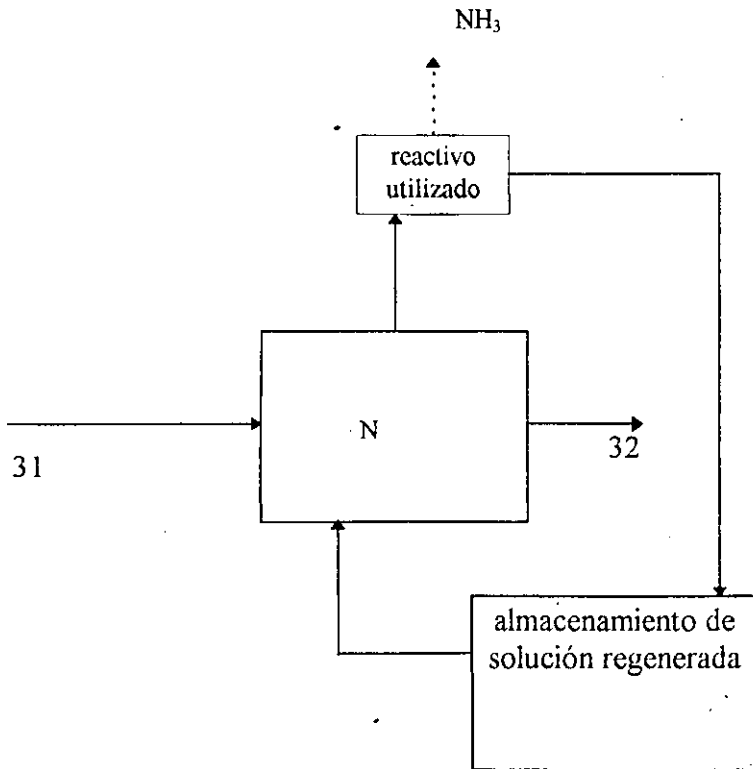 NH₃
reactivo
utilizado
N
31
32
almacenamiento de
solución regenerada